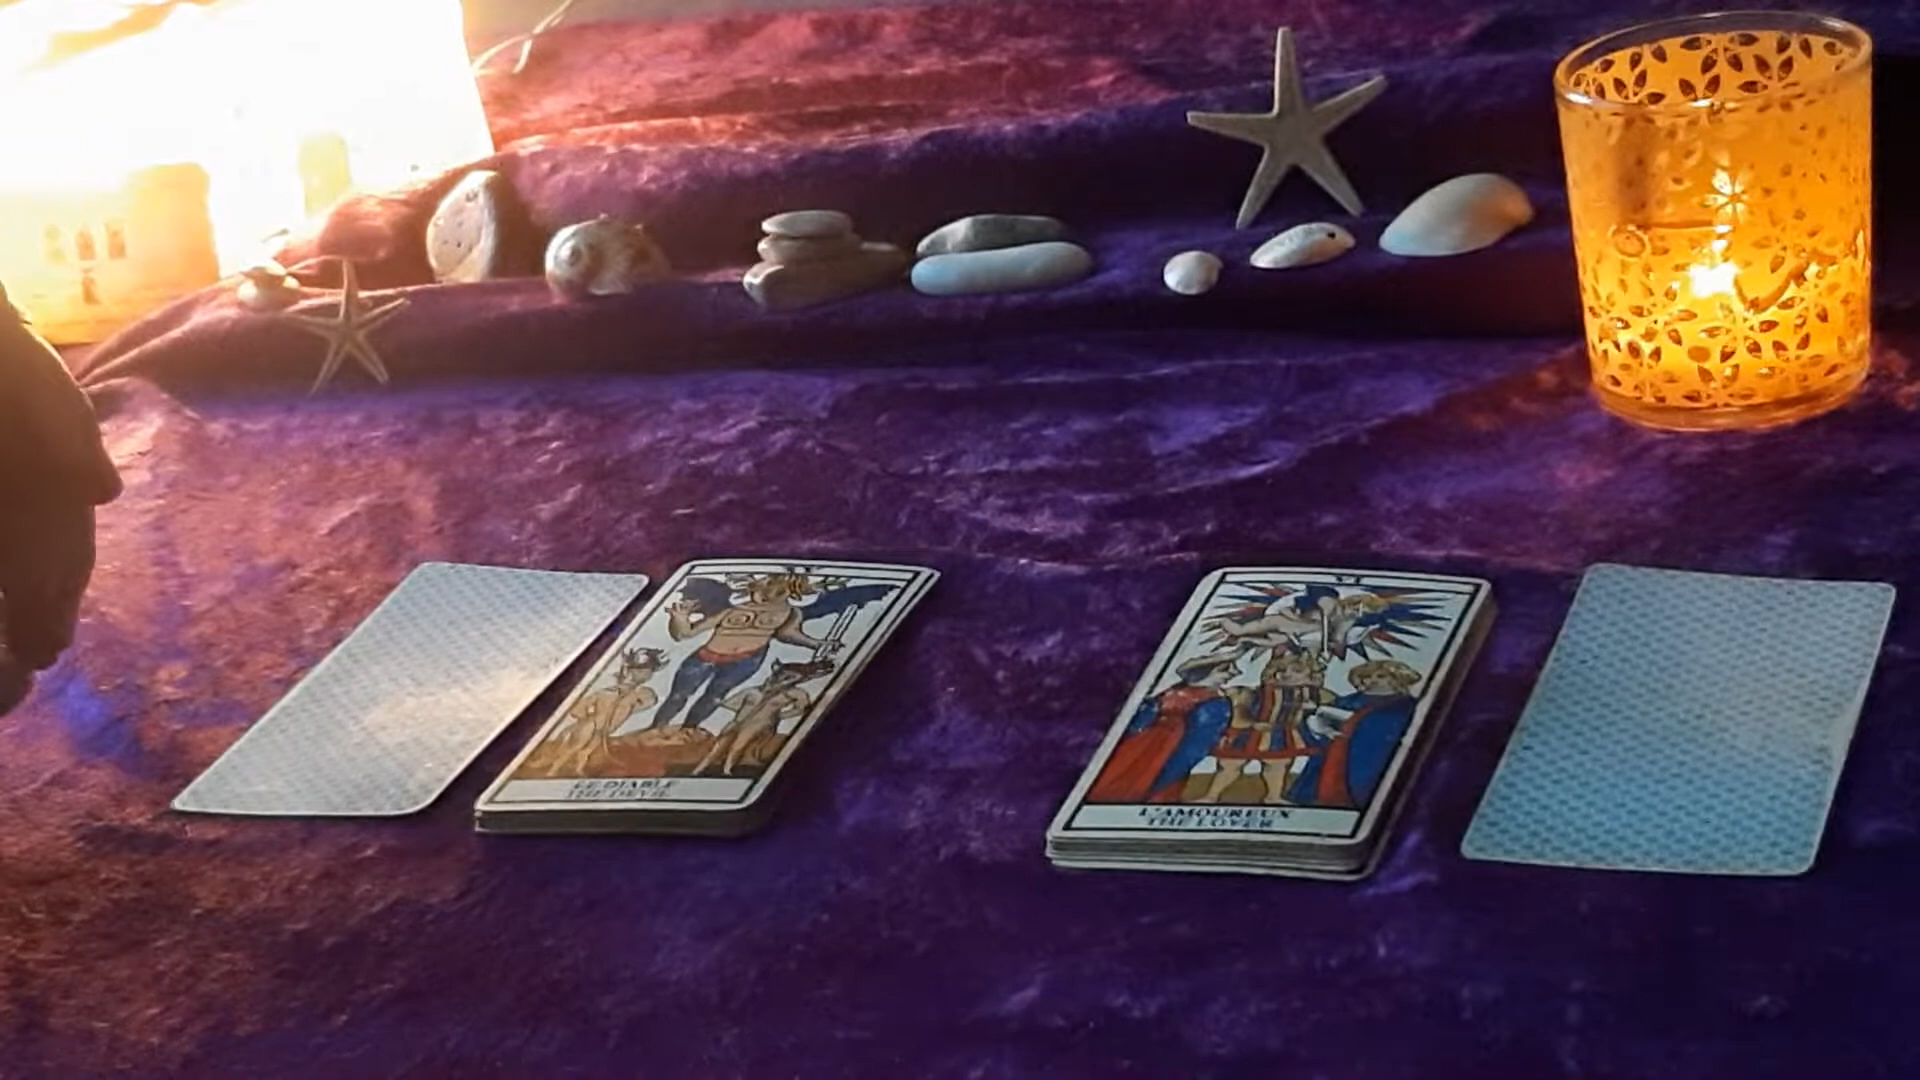 LE DIABLE
THE DEVIL
VI
L'AMOUREUX
THE LOVER